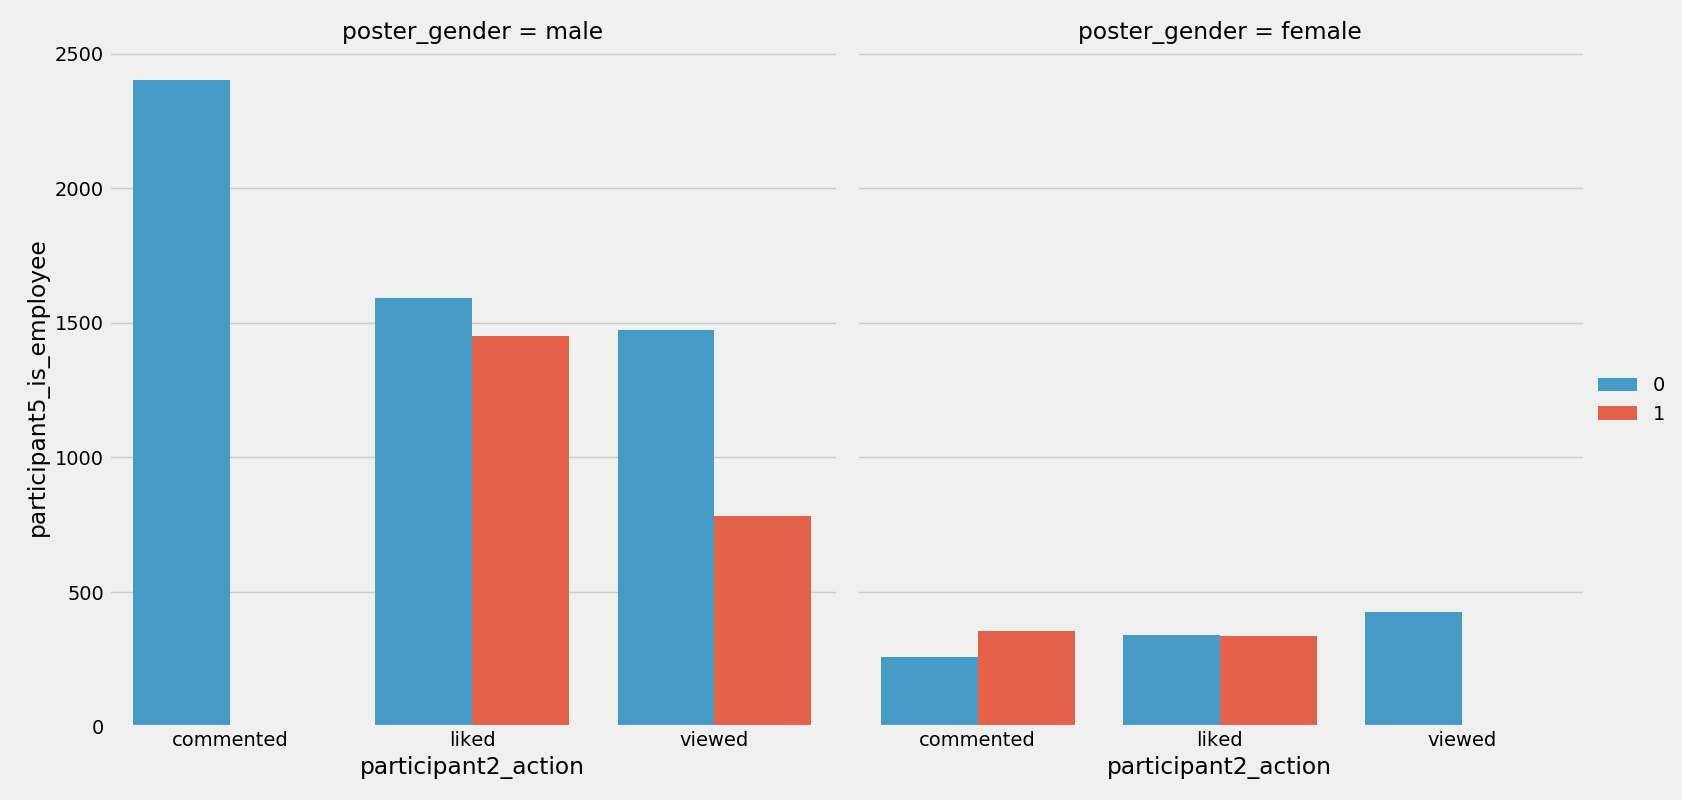 poster_gender = male
poster_gender = female
participant5_is_employee
2500
2000
1500
1000
500
0
commented
liked
viewed
commented
liked
viewed
participant2_action
participant2_action
0
1